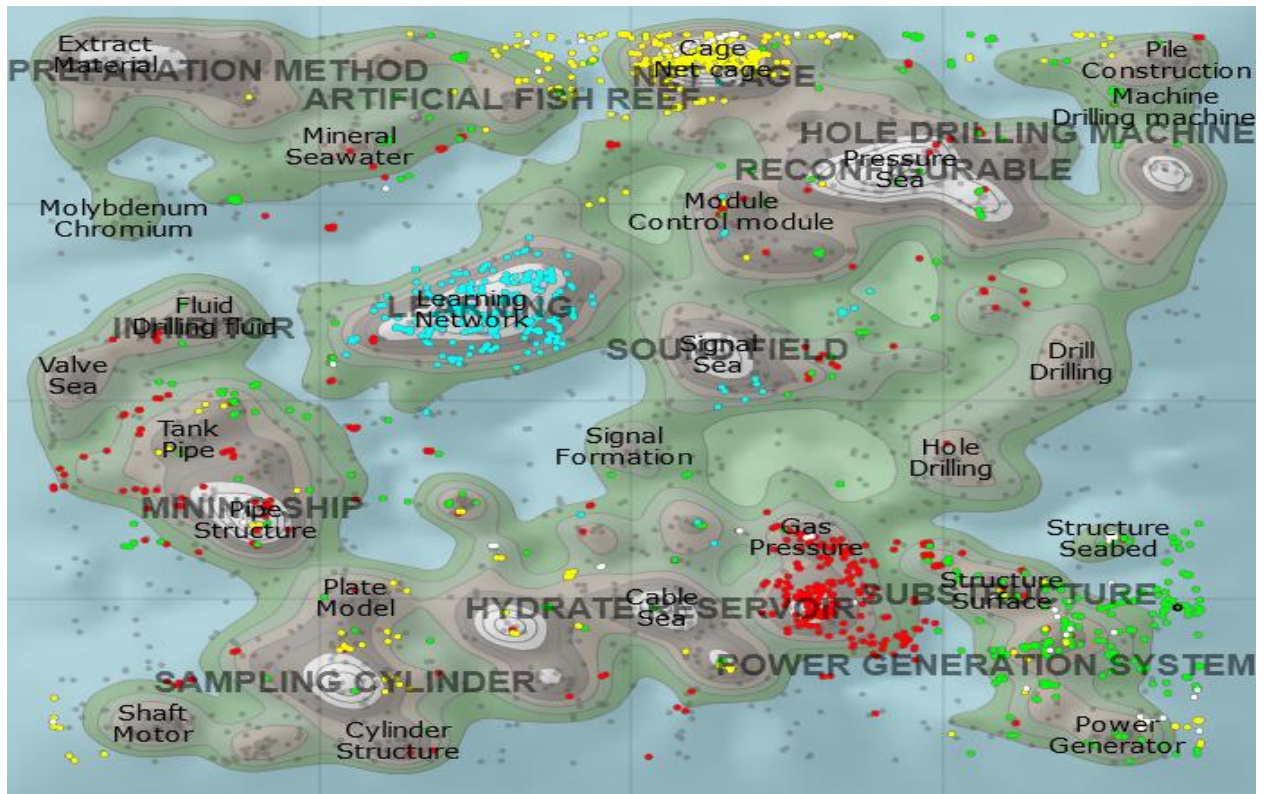 Extract
Material
PREPARATION METHOD
ARTIFICIAL FISH REEF
Cage
Net cage
NET CAGE
Pile
Construction
Machine
Drilling machine
HOLE DRILLING MACHINE
Mineral
Seawater
RECONFIGURABLE
Pressure
Sea
Molybdenum
Chromium
Module
Control module
Fluid
Drilling fluid
INHIBITOR
Learning
Network
LEARNING
Signal
Sea
SOUND FIELD
Valve
Sea
Drill
Drilling
Tank
Pipe
Signal
Formation
Hole
Drilling
MINING SHIP
Pipe
Structure
Gas
Pressure
Structure
Seabed
Plate
Model
HYDRATE RESERVOIR
Cable
Sea
SUBSTRUCTURE
Structure
Surface
POWER GENERATION SYSTEM
SAMPLING CYLINDER
Shaft
Motor
Cylinder
Structure
Power
Generator